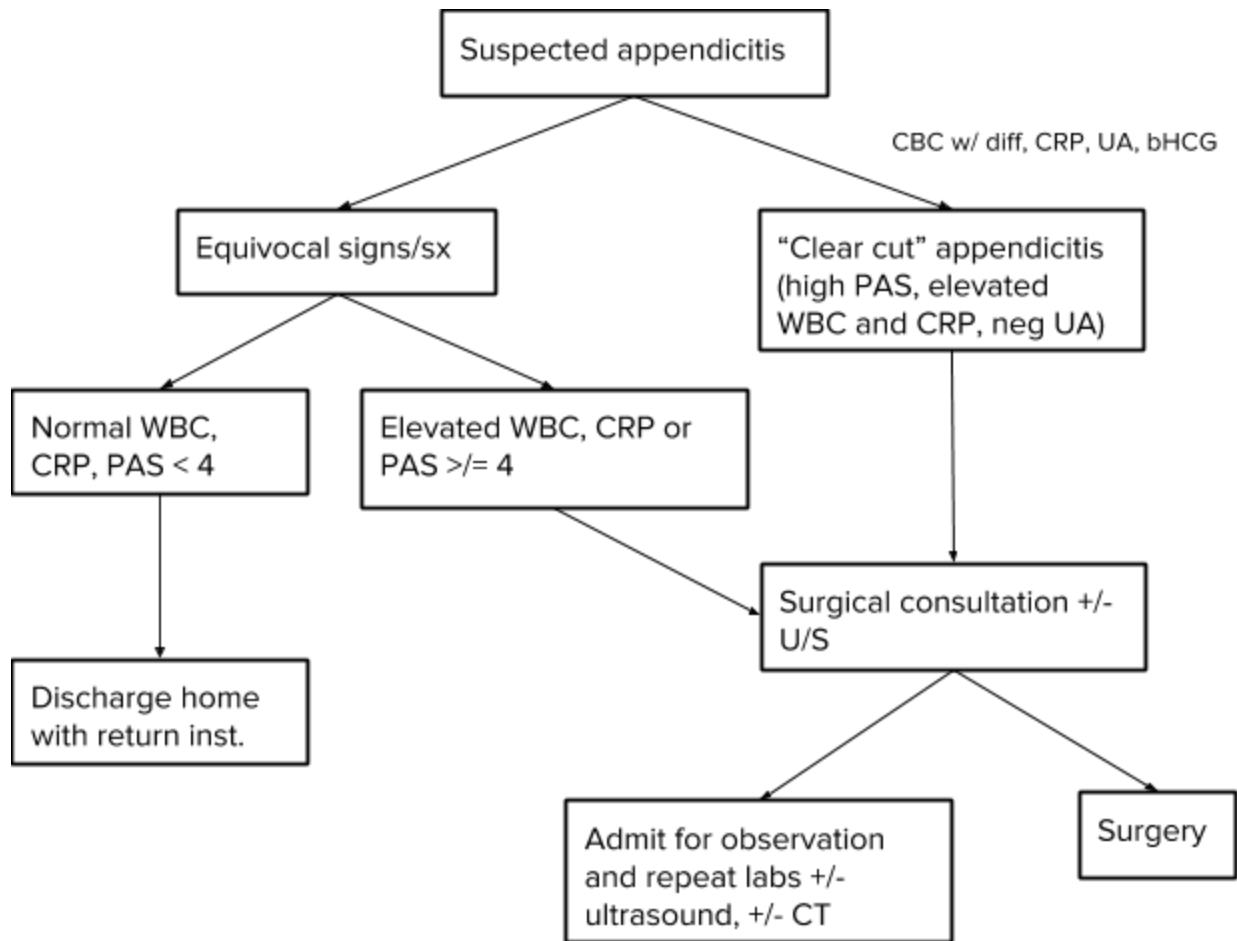 Suspected appendicitis
CBC w/ diff, CRP, UA, bHCG
Equivocal signs/sx
“Clear cut” appendicitis
(high PAS, elevated
WBC and CRP, neg UA)
Normal WBC,
CRP, PAS < 4
Elevated WBC, CRP or
PAS >/= 4
Surgical consultation +/-
U/S
Discharge home
with return inst.
Admit for observation
and repeat labs +/-
ultrasound, +/- CT
Surgery